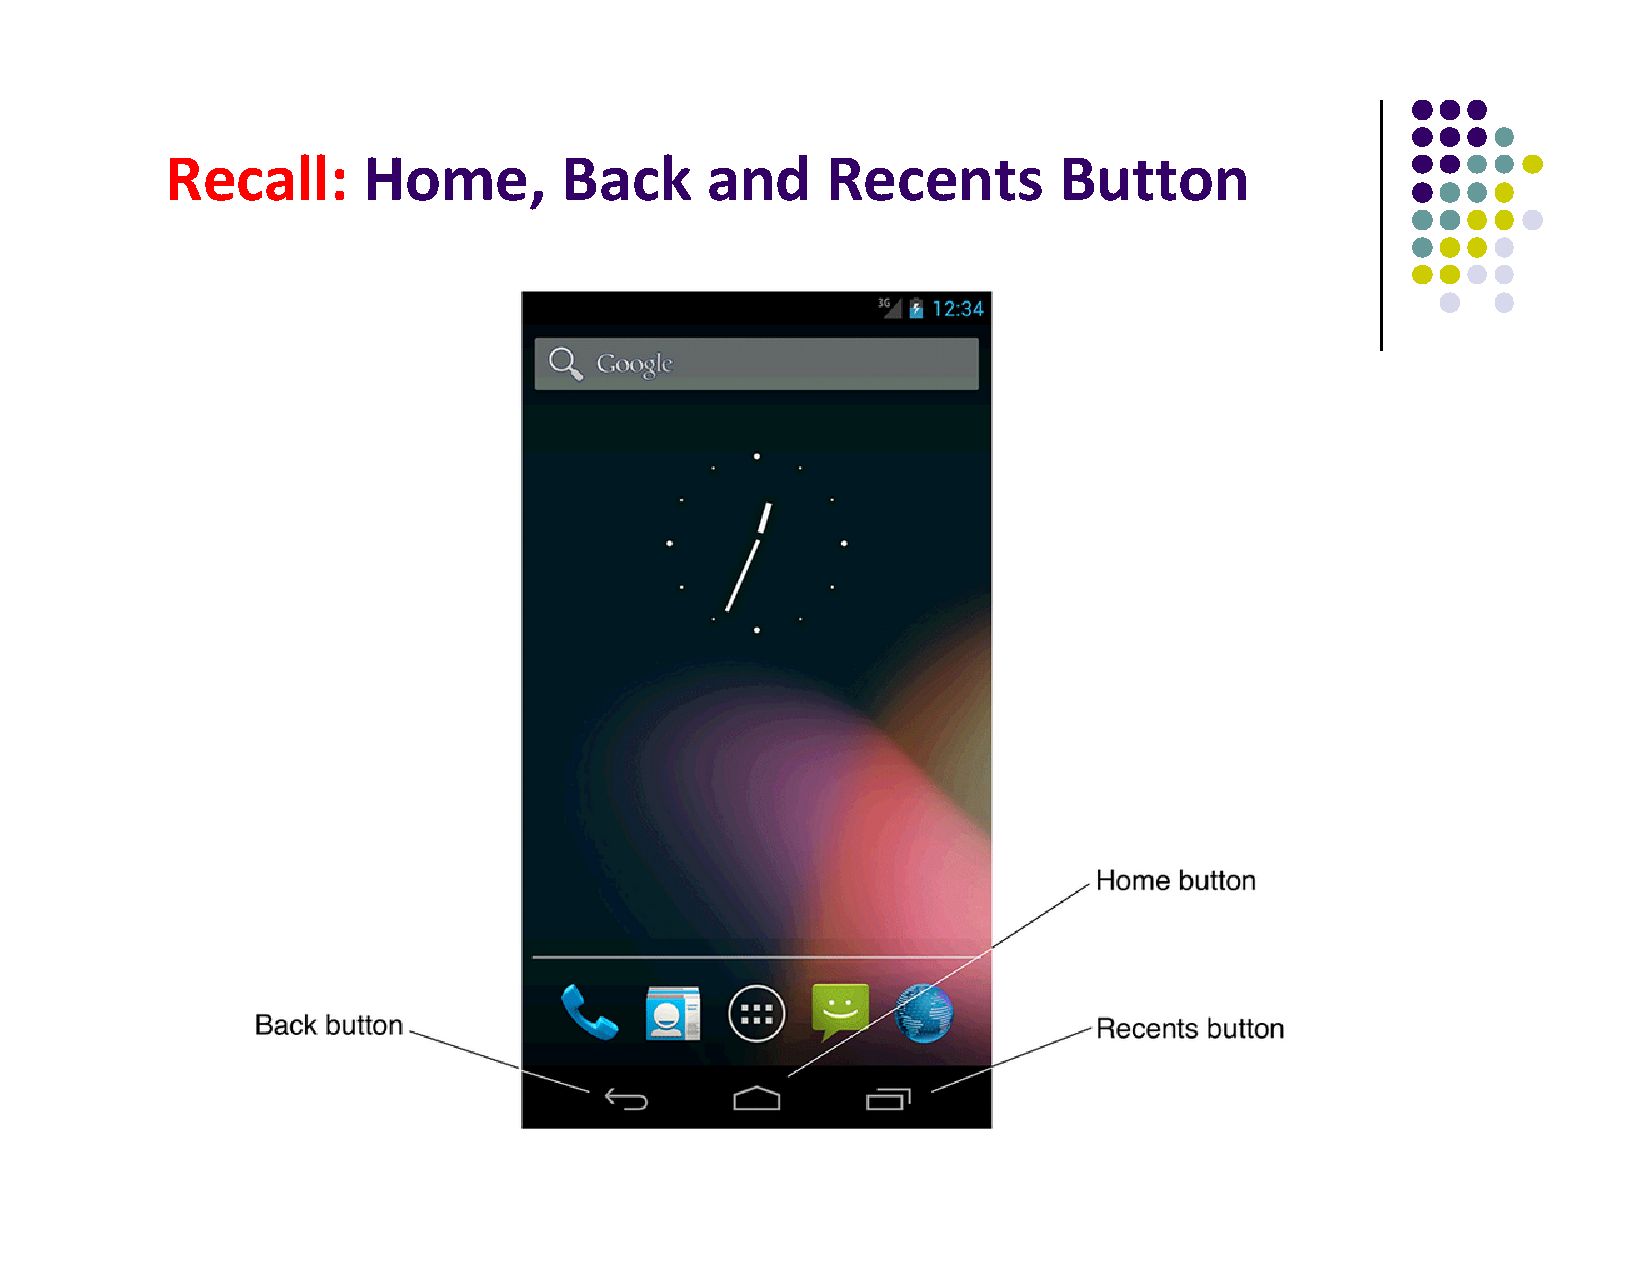 Recall: Home, Back and Recents Button
3G 12:34
Google
Home button
Back button
Recents button